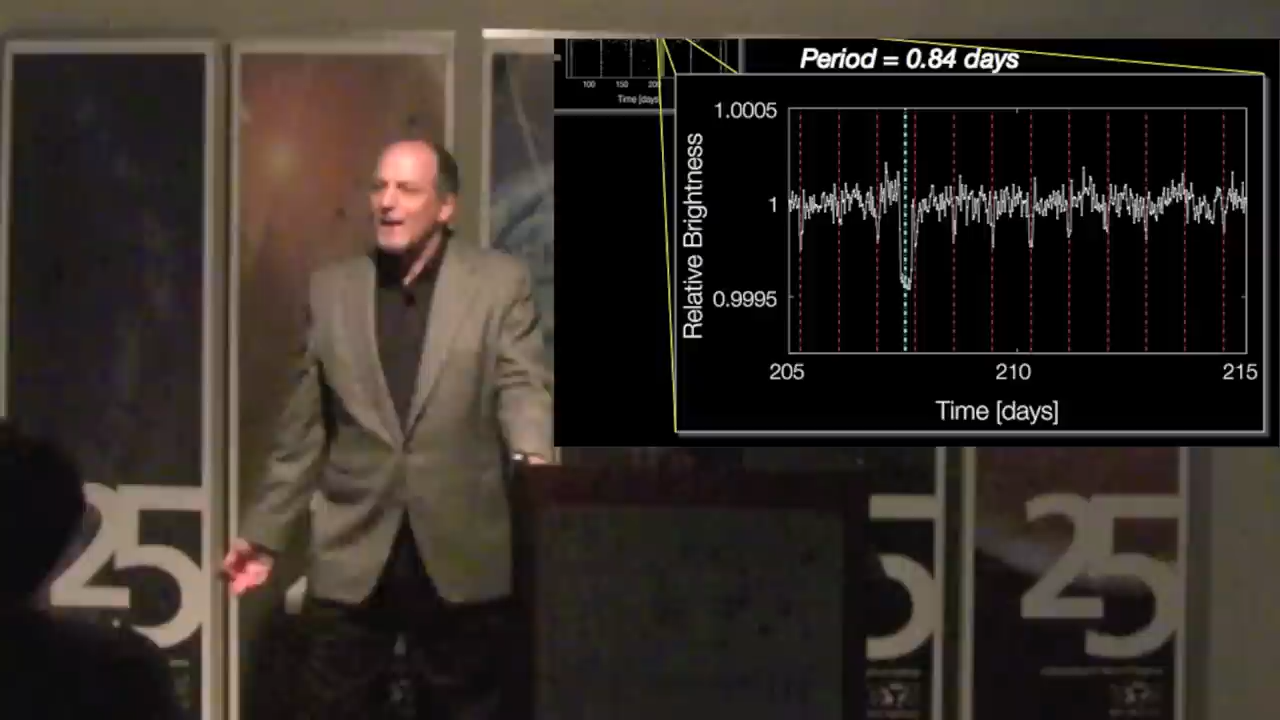 Period = 0.84 days
100 150 200
Time [days
1.0005
1
0.9995
Relative Brightness
205 210 215
Time [days]
25
25
25